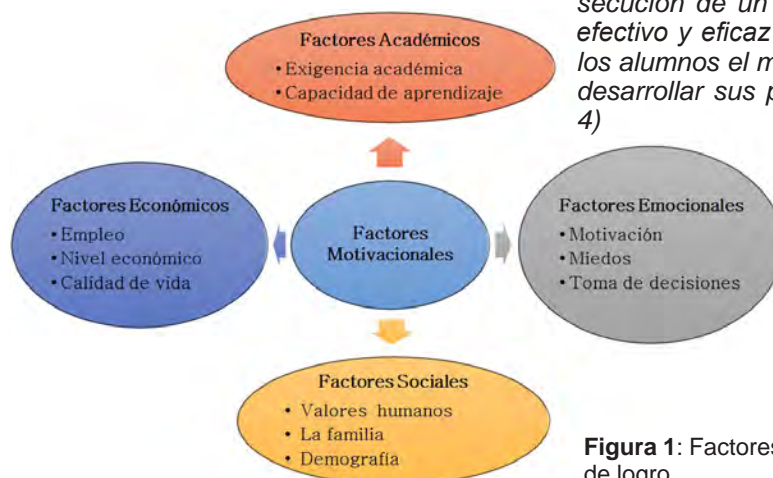 secución de un
efectivo y eficaz
los alumnos el m
desarrollar sus p
4)
Factores Académicos
• Exigencia académica
• Capacidad de aprendizaje
Factores Económicos
• Empleo
• Nivel económico
• Calidad de vida
Factores
Motivacionales
Factores Emocionales
• Motivación
• Miedos
• Toma de decisiones
Factores Sociales
• Valores humanos
• La familia
• Demografía
Figura 1: Factores
de logro